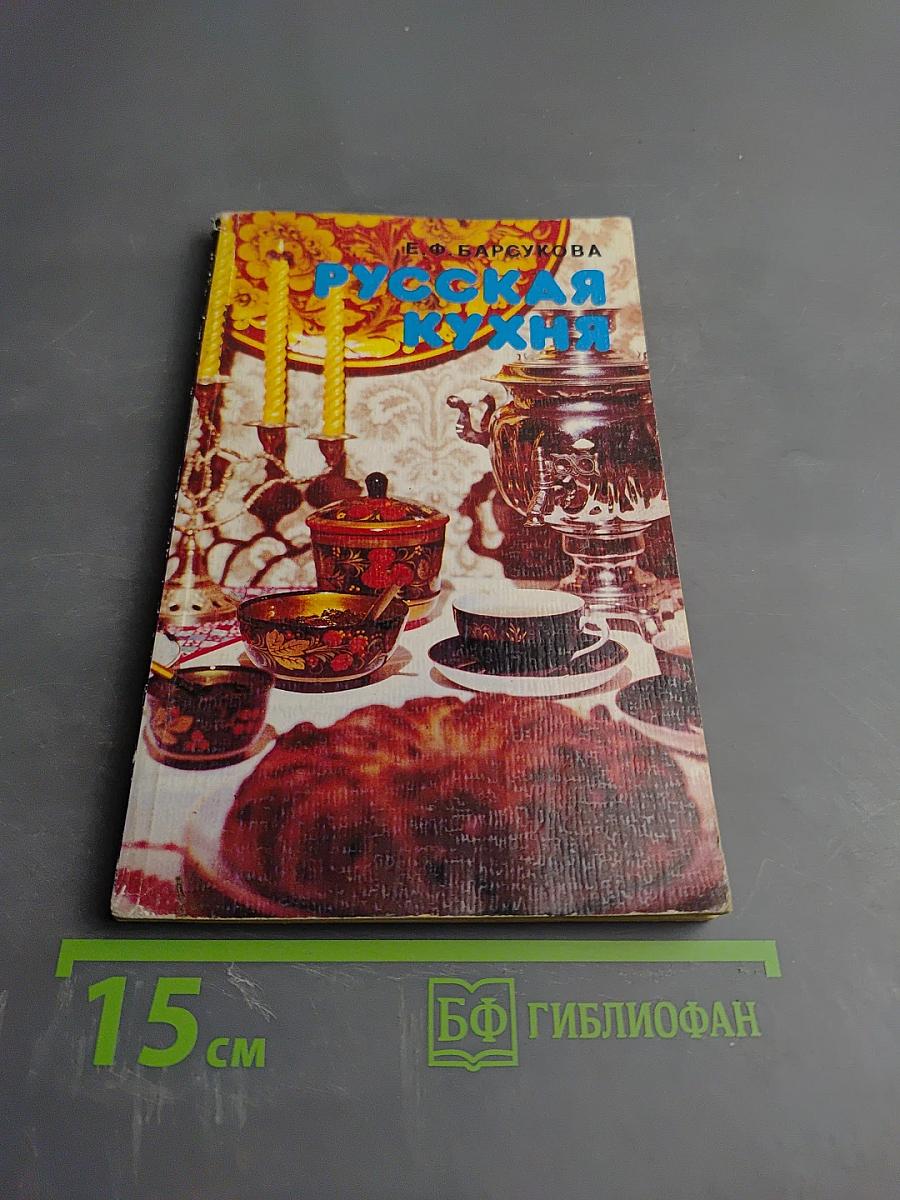 Е.Ф. БАРСУКОВА
РУССКАЯ
КУХНЯ
15 см
БФ ГИБЛИОФАН